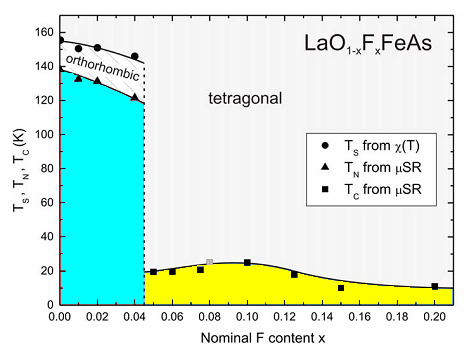 LaO1-xFxFeAs
orthorhombic
tetragonal
TS from χ(T)
TN from μSR
TC from μSR
TS, TN, TC (K)
160
140
120
100
80
60
40
20
0
0.00 0.02 0.04 0.06 0.08 0.10 0.12 0.14 0.16 0.18 0.20
Nominal F content x